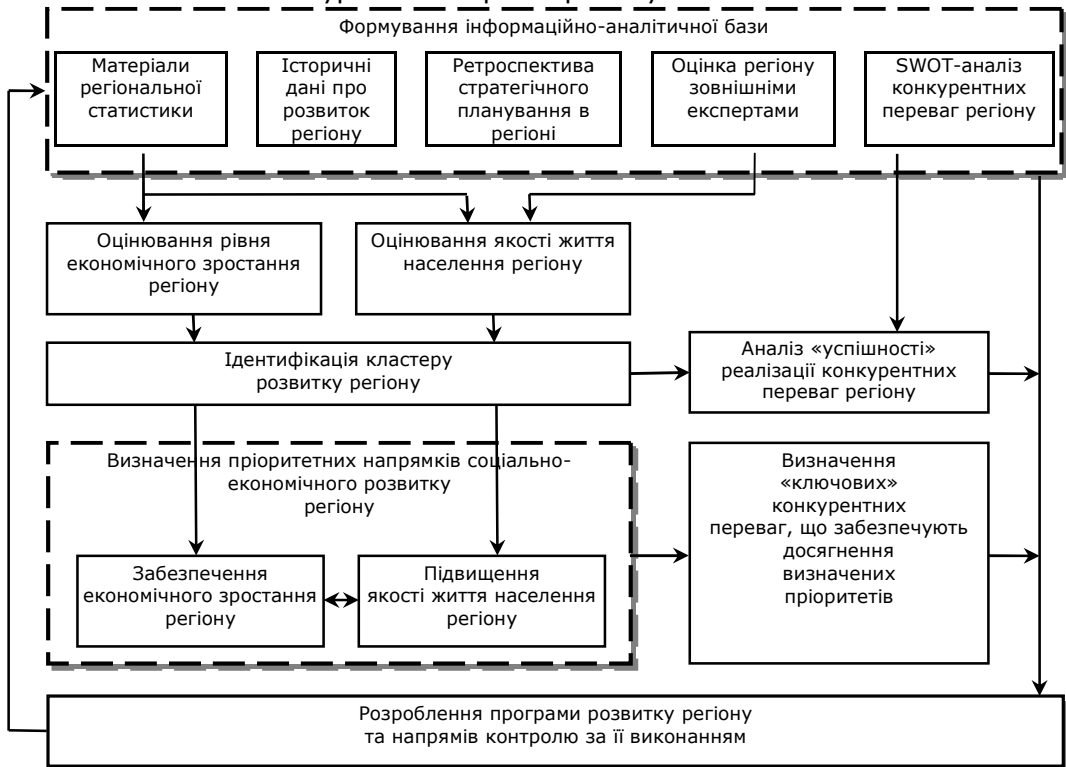 Формування інформаційно-аналітичної бази
Матеріали
регіональної
статистики
Історичні
дані про
розвиток
регіону
Ретроспектива
стратегічного
планування в
регіоні
Оцінка регіону
зовнішніми
експертами
SWOT-аналіз
конкурентних
переваг регіону
Оцінювання рівня
економічного зростання
регіону
Оцінювання якості життя
населення регіону
Ідентифікація кластеру
розвитку регіону
Аналіз «успішності»
реалізації конкурентних
переваг регіону
Визначення пріоритетних напрямків соціально-
економічного розвитку
регіону
Забезпечення
економічного зростання
регіону
Підвищення
якості життя населення
регіону
Визначення
«ключових»
конкурентних
переваг, що забезпечують
досягнення
визначених
пріоритетів
Розроблення програми розвитку регіону
та напрямів контролю за її виконанням